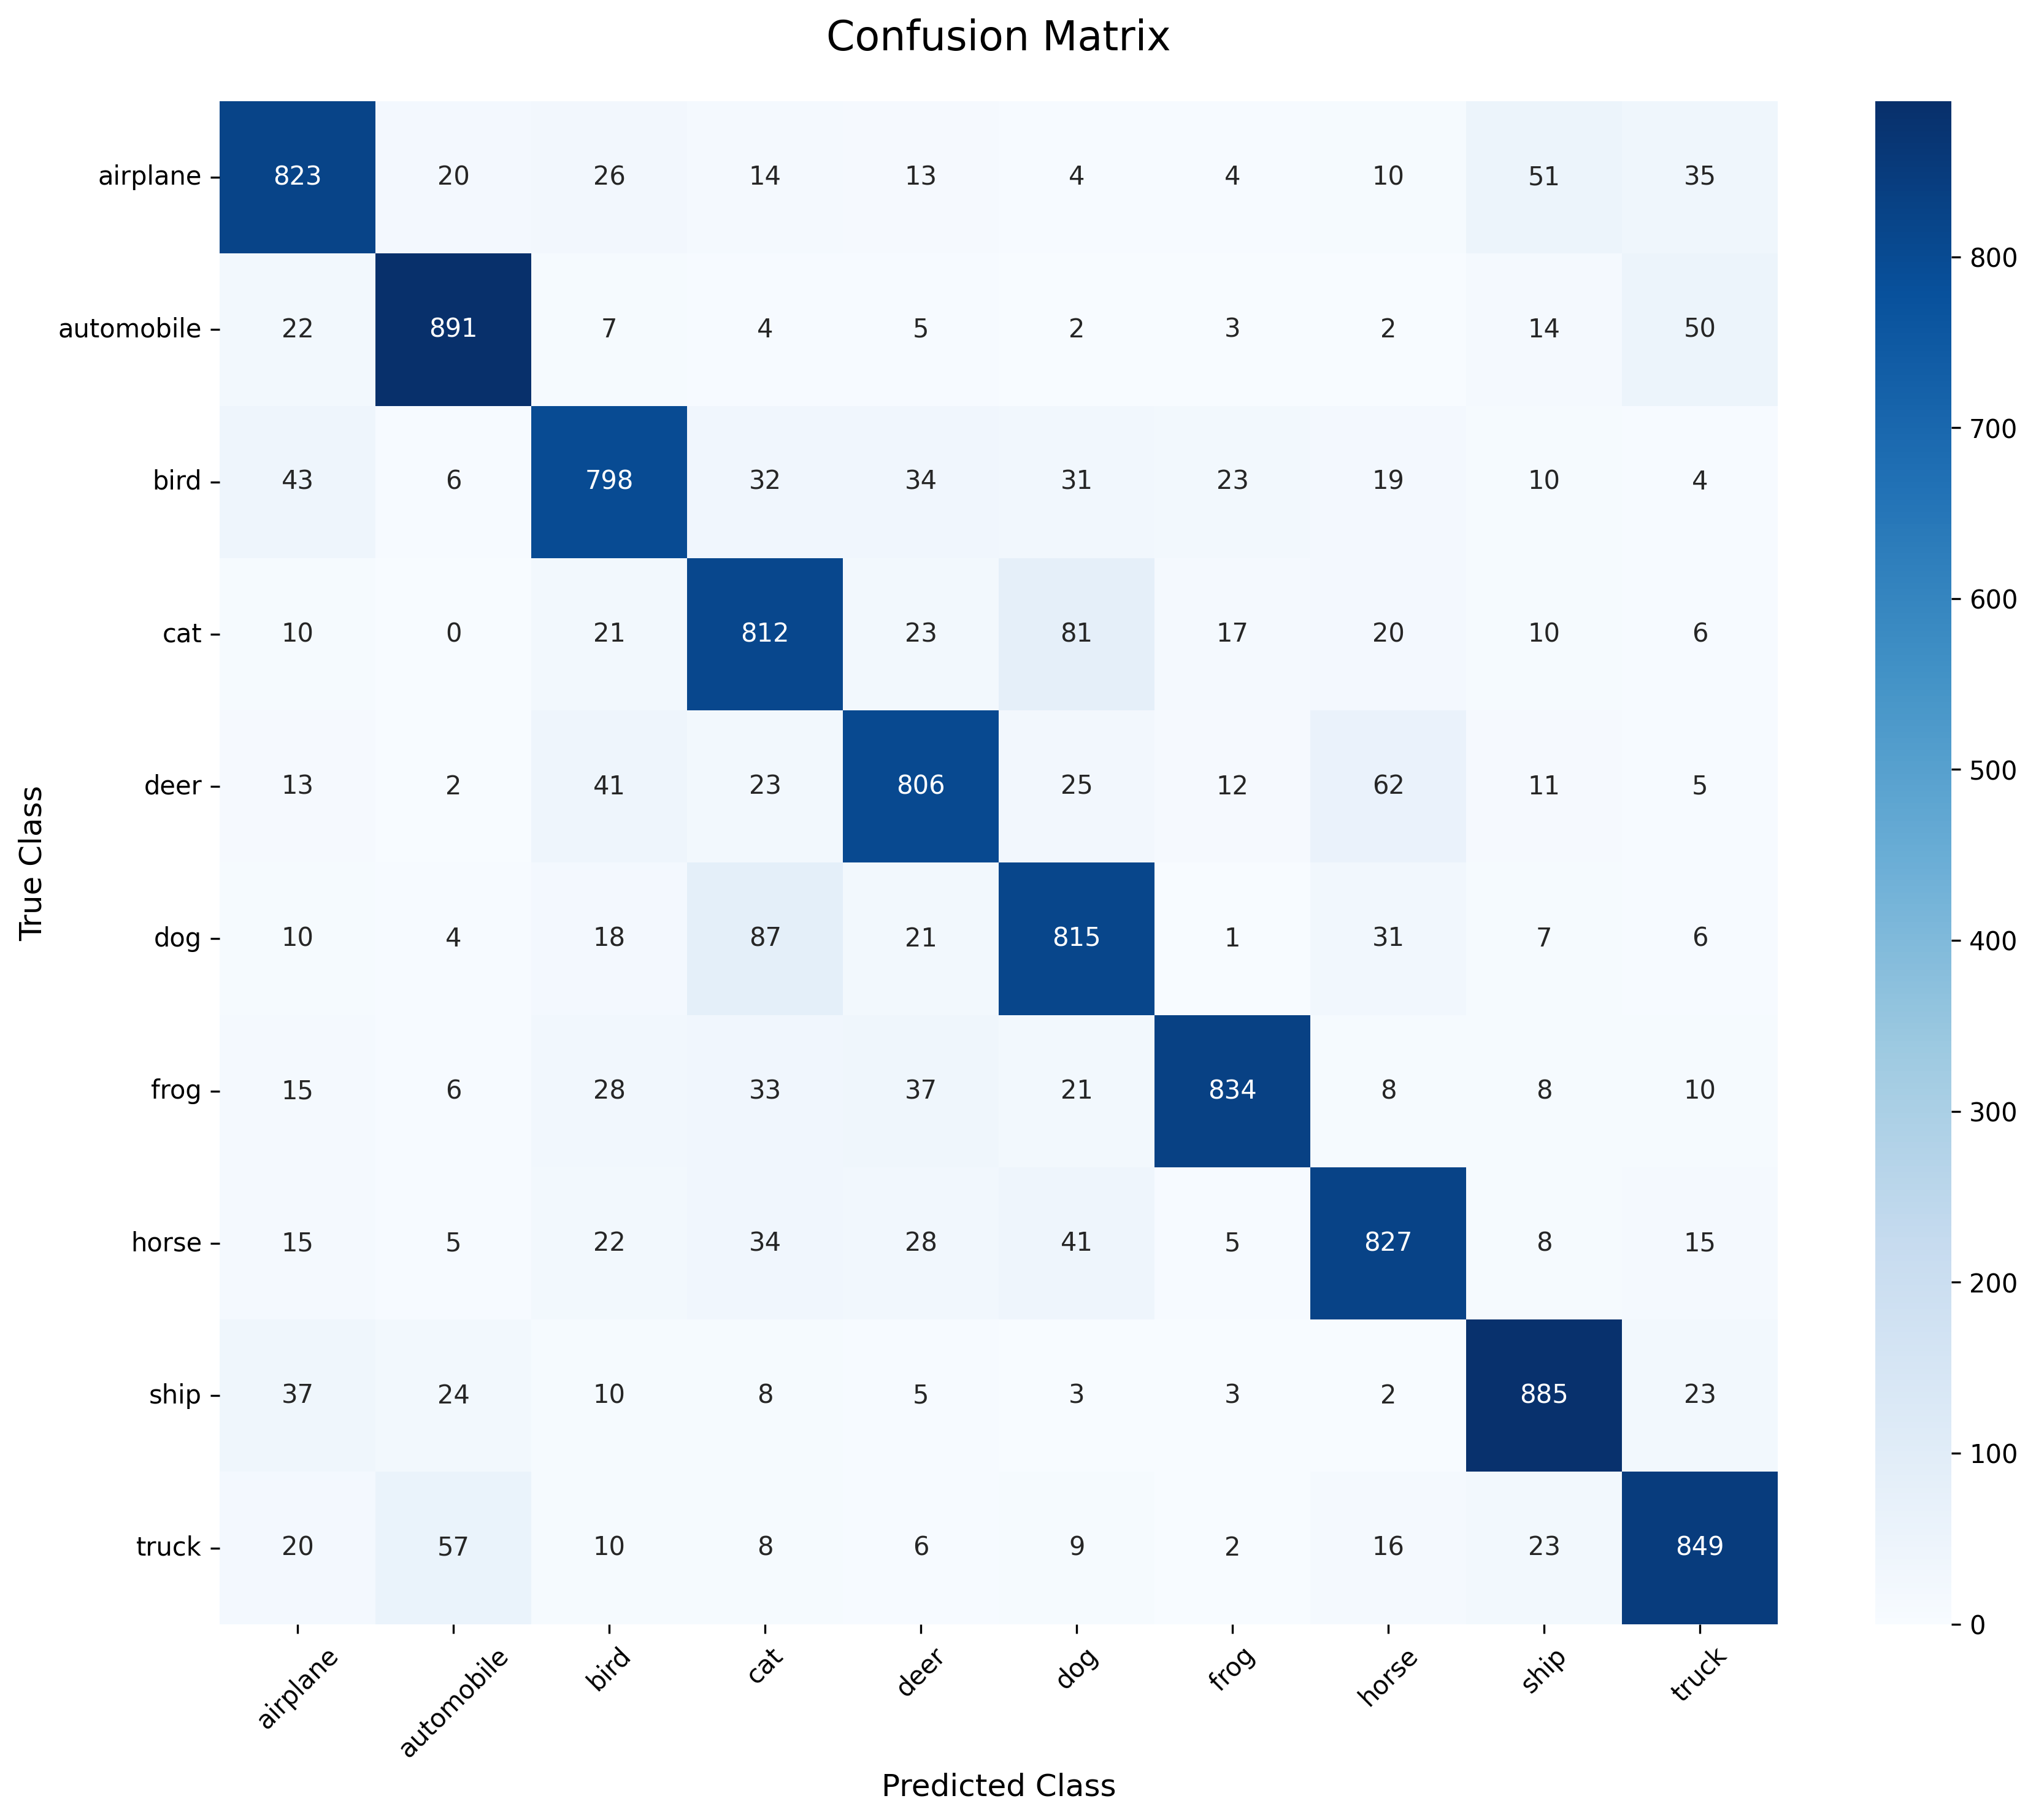 Confusion Matrix
airplane 823 20 26 14 13 4 4 10 51 35
automobile 22 891 7 4 5 2 3 2 14 50
bird 43 6 798 32 34 31 23 19 10 4
cat 10 0 21 812 23 81 17 20 10 6
deer 13 2 41 23 806 25 12 62 11 5
dog 10 4 18 87 21 815 1 31 7 6
frog 15 6 28 33 37 21 834 8 8 10
horse 15 5 22 34 28 41 5 827 8 15
ship 37 24 10 8 5 3 3 2 885 23
truck 20 57 10 8 6 9 2 16 23 849
airplane automobile bird cat deer dog frog horse ship truck
Predicted Class
True Class
800
700
600
500
400
300
200
100
0